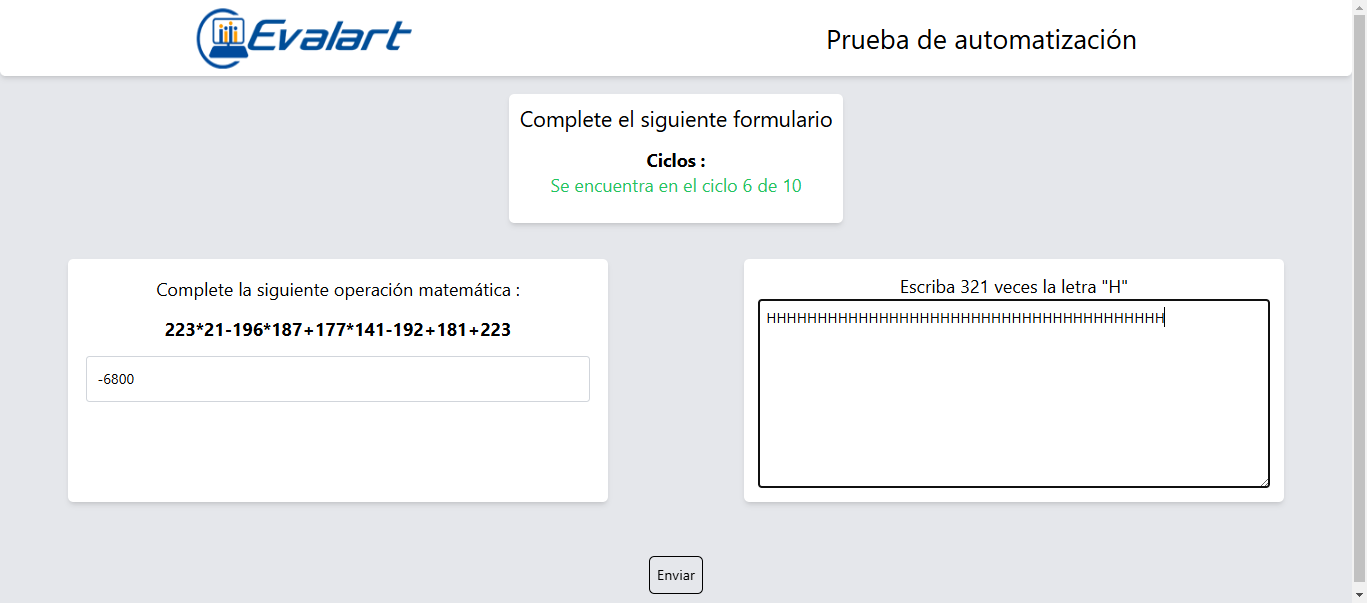 Evalart
Prueba de automatización
Complete el siguiente formulario
Ciclos :
Se encuentra en el ciclo 6 de 10
Complete la siguiente operación matemática :
223*21-196*187+177*141-192+181+223
-6800
Escriba 321 veces la letra "H"
HHHHHHHHHHHHHHHHHHHHHHHHHHHHHHHHHHHHHHH
Enviar